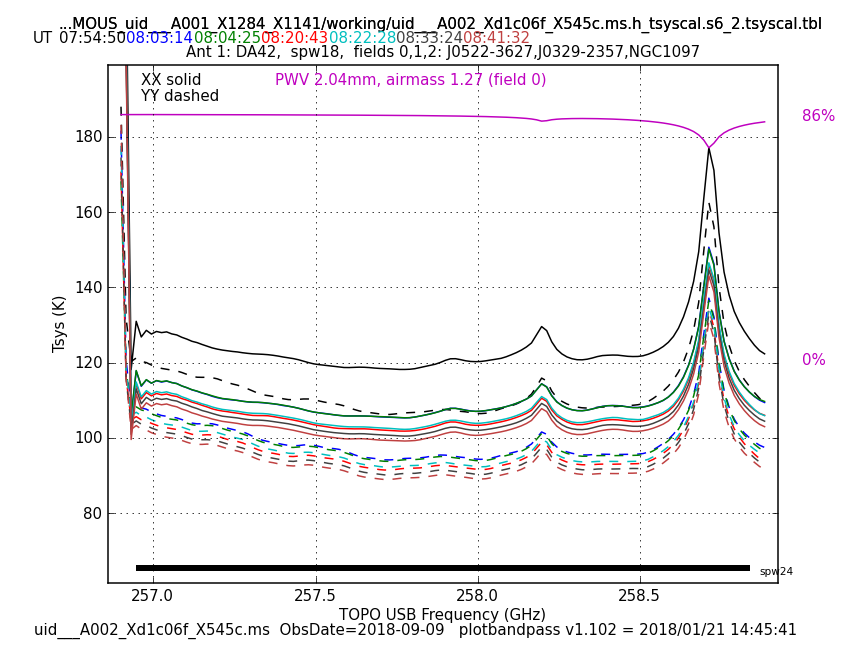 ...MOUS_uid___A001_X1284_X1141/working/uid___A002_Xd1c06f_X545c.ms.h_tsyscal.s6_2.tsyscal.tbl
UT 07:54:50 08:03:14 08:04:25 08:20:43 08:22:28 08:33:24 08:41:32
Ant 1: DA42, spw18, fields 0,1,2: J0522-3627,J0329-2357,NGC1097
XX solid
YY dashed
PWV 2.04mm, airmass 1.27 (field 0)
86%
0%
180
160
140
120
100
80
Tsys (K)
spw24
257.0 257.5 258.0 258.5
TOPO USB Frequency (GHz)
uid___A002_Xd1c06f_X545c.ms ObsDate=2018-09-09 plotbandpass v1.102 = 2018/01/21 14:45:41